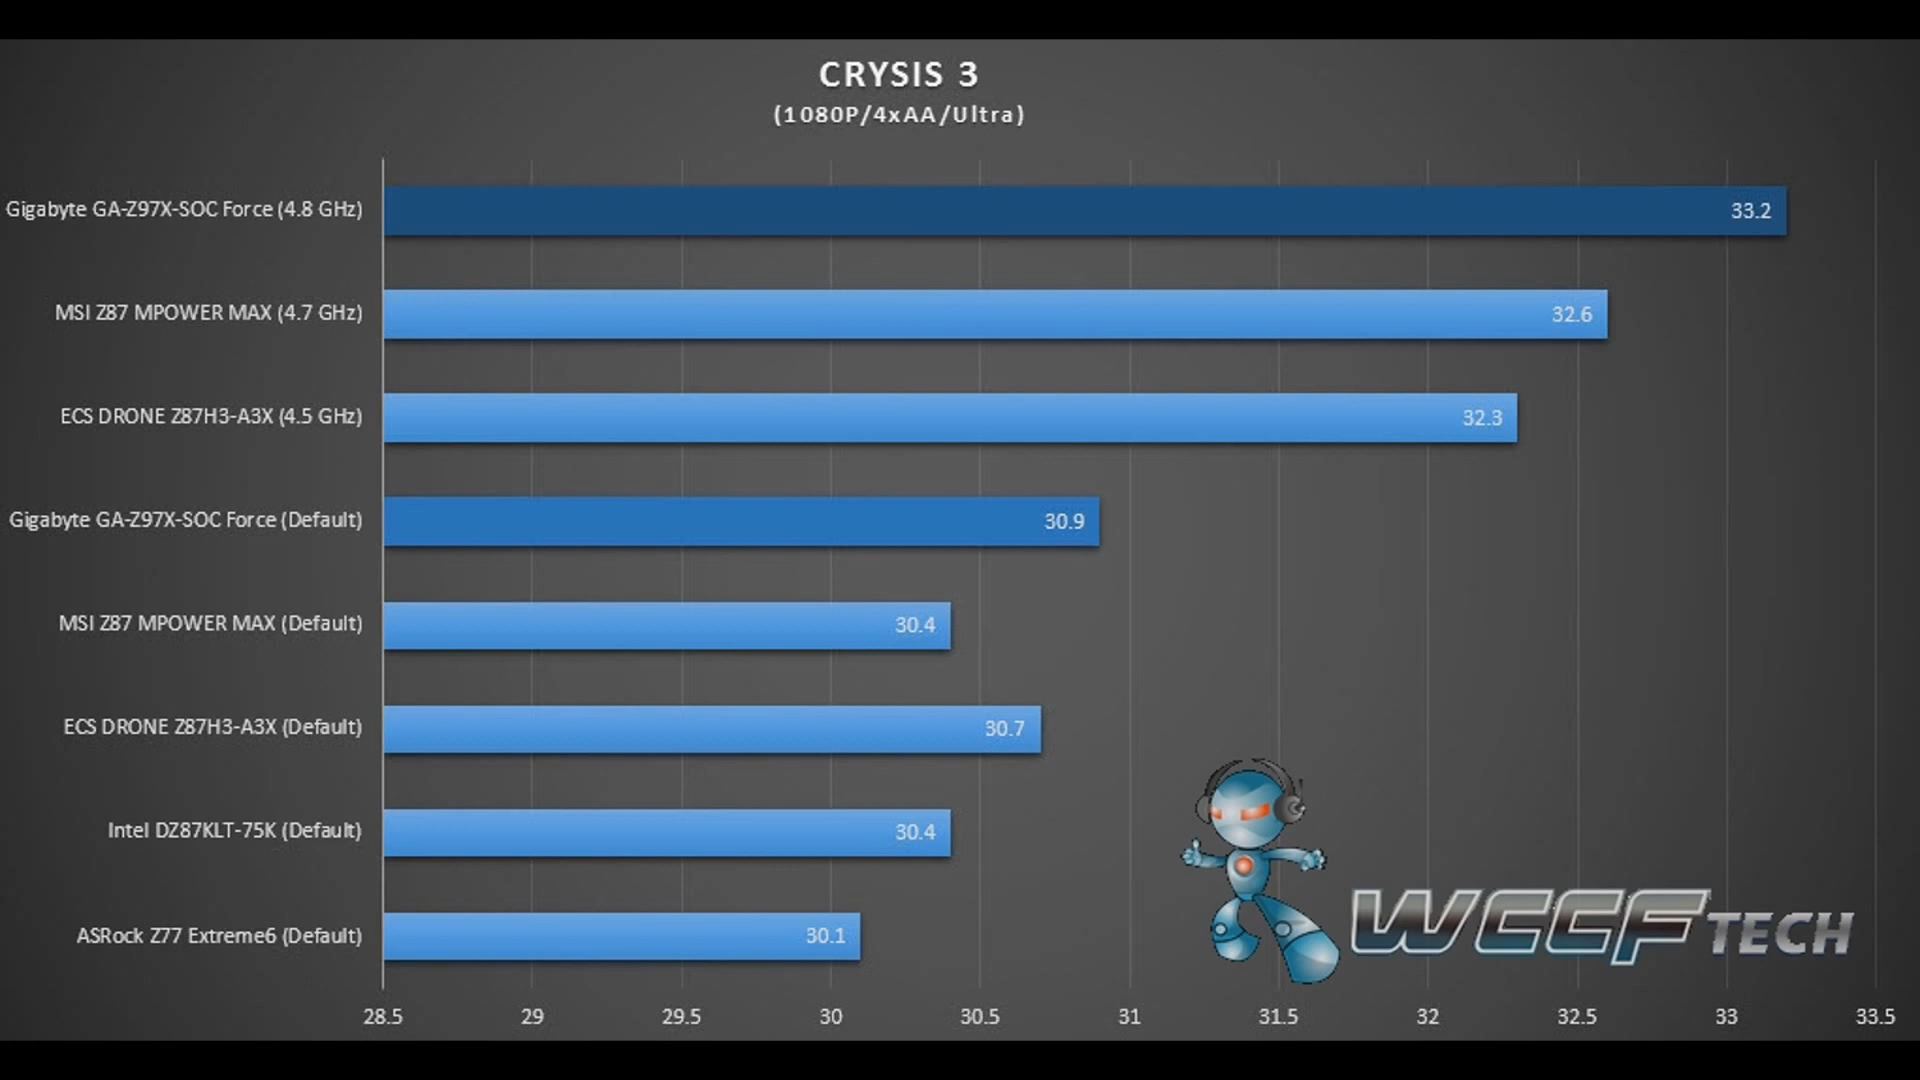 CRYSIS 3
(1080P/4xAA/Ultra)
Gigabyte GA-Z97X-SOC Force (4.8 GHz) 33.2
MSI Z87 MPOWER MAX (4.7 GHz) 32.6
ECS DRONE Z87H3-A3X (4.5 GHz) 32.3
Gigabyte GA-Z97X-SOC Force (Default) 30.9
MSI Z87 MPOWER MAX (Default) 30.4
ECS DRONE Z87H3-A3X (Default) 30.7
Intel DZ87KLT-75K (Default) 30.4
ASRock Z77 Extreme6 (Default) 30.1
WCCF TECH
28.5 29 29.5 30 30.5 31 31.5 32 32.5 33 33.5